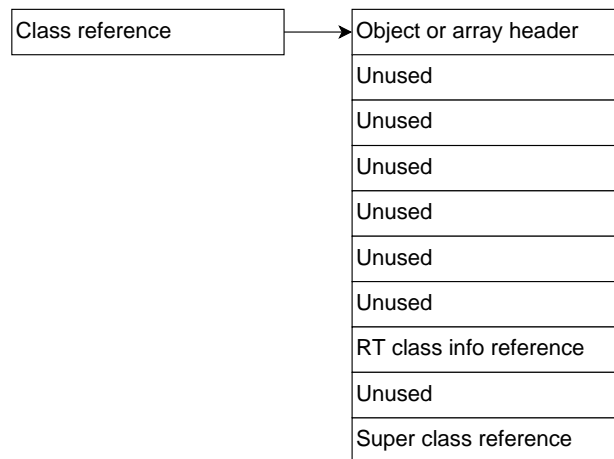 Class reference
Object or array header
Unused
Unused
Unused
Unused
Unused
Unused
RT class info reference
Unused
Super class reference